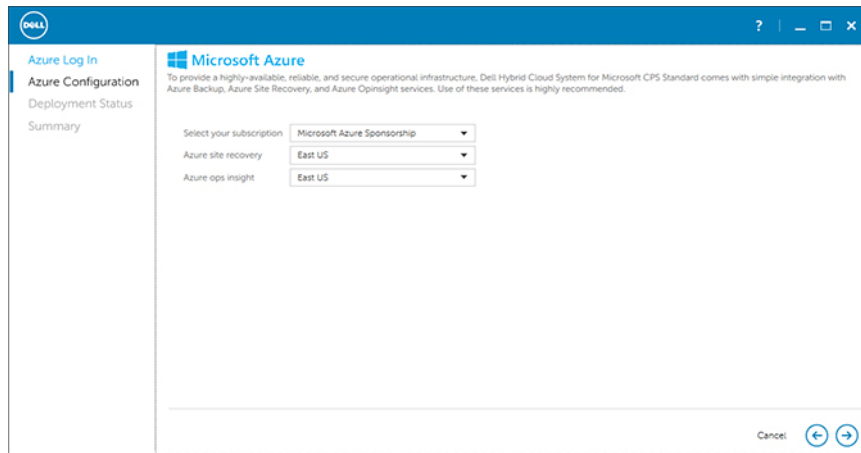 DELL
?
Azure Log In
Azure Configuration
Deployment Status
Summary
Microsoft Azure
To provide a highly-available, reliable, and secure operational infrastructure, Dell Hybrid Cloud System for Microsoft CPS Standard comes with simple integration with
Azure Backup, Azure Site Recovery, and Azure Opinsight services. Use of these services is highly recommended.
Select your subscription Microsoft Azure Sponsorship
Azure site recovery East US
Azure ops insight East US
Cancel